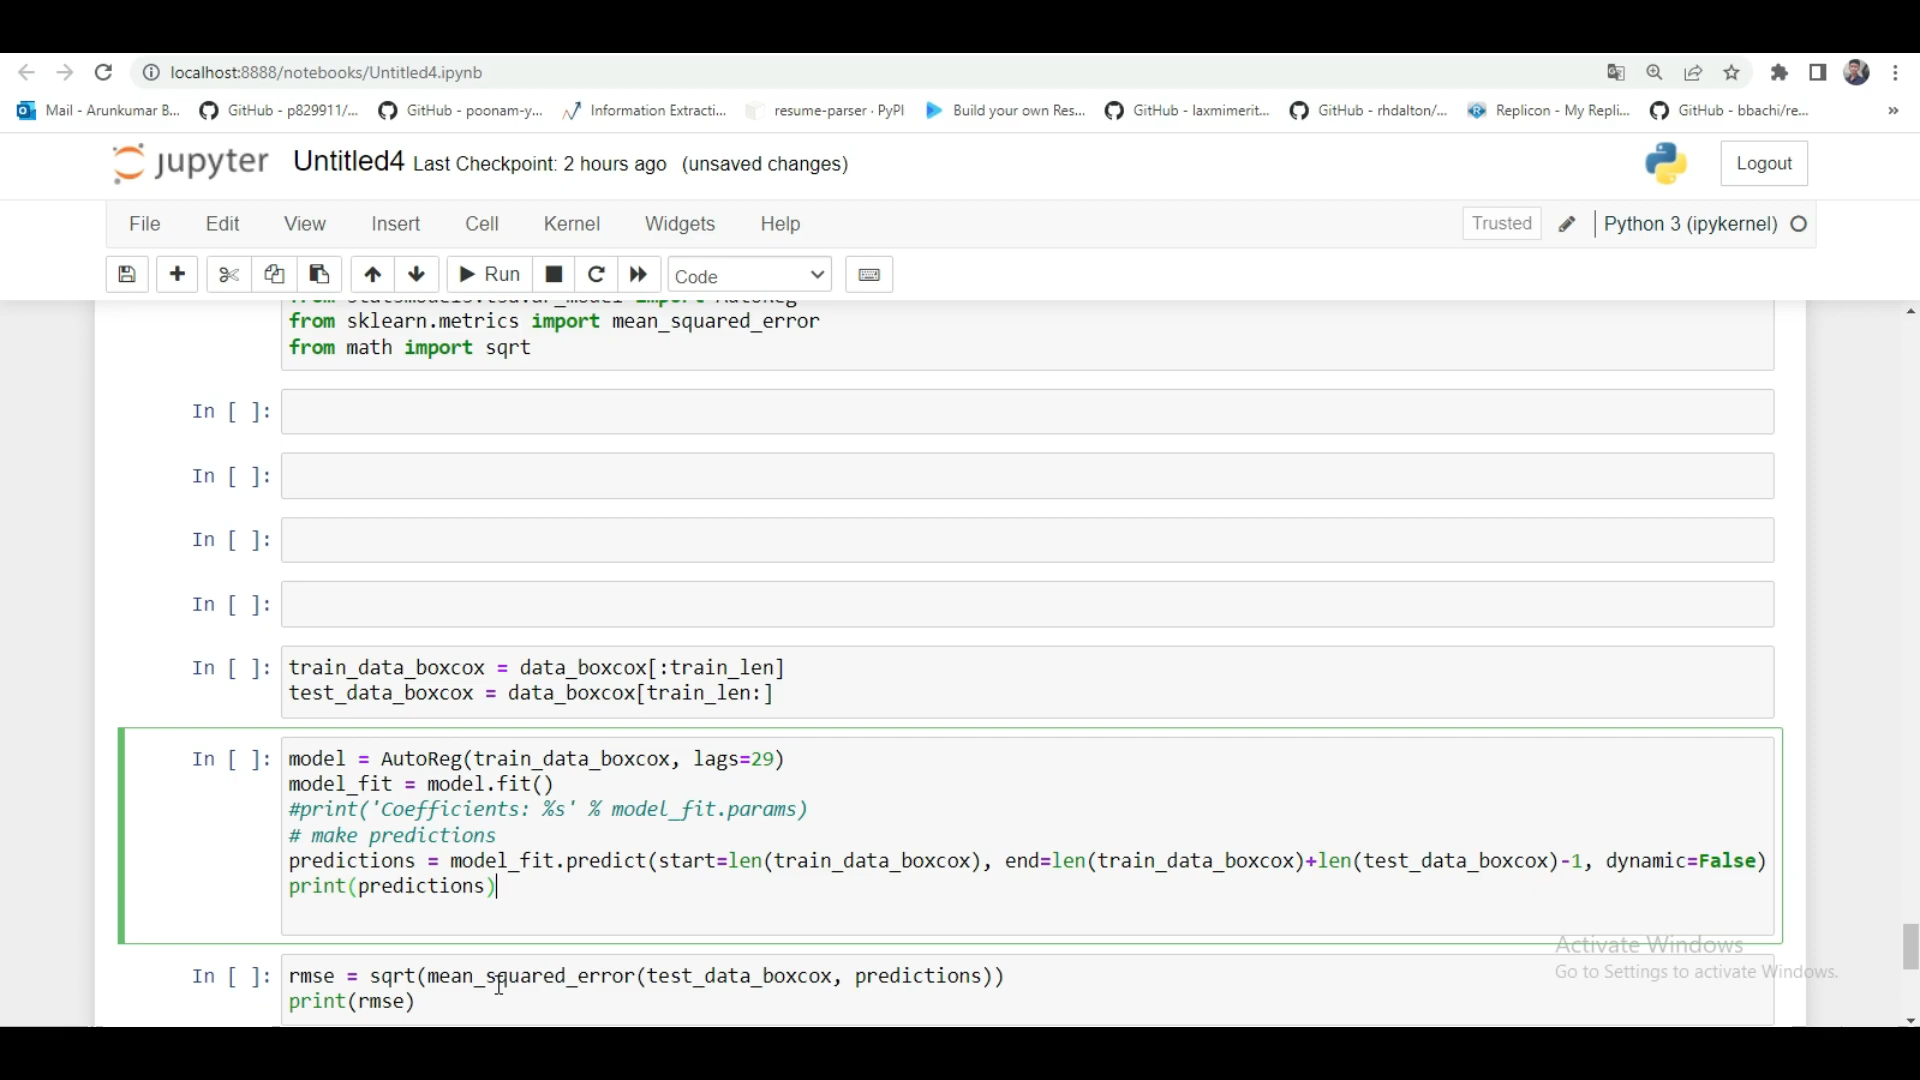 localhost:8888/notebooks/Untitled4.ipynb
Mail - Arunkumar B... GitHub - p829911/... GitHub - poonam-y... Information Extracti... resume-parser · PyPI Build your own Res... GitHub - laxmimerit... GitHub - rhdalton/... Replicon - My Repli... GitHub - bbachi/re... »
jupyter Untitled4 Last Checkpoint: 2 hours ago (unsaved changes) Logout
File Edit View Insert Cell Kernel Widgets Help Trusted Python 3 (ipykernel)
Run Code
from sklearn.metrics import mean_squared_error
from math import sqrt
In [ ]:
In [ ]:
In [ ]:
In [ ]:
In [ ]: train_data_boxcox = data_boxcox[:train_len]
test_data_boxcox = data_boxcox[train_len:]
In [ ]: model = AutoReg(train_data_boxcox, lags=29)
model_fit = model.fit()
#print('Coefficients: %s' % model_fit.params)
# make predictions
predictions = model_fit.predict(start=len(train_data_boxcox), end=len(train_data_boxcox)+len(test_data_boxcox)-1, dynamic=False)
print(predictions)
Activate Windows
Go to Settings to activate Windows.
In [ ]: rmse = sqrt(mean_squared_error(test_data_boxcox, predictions))
print(rmse)